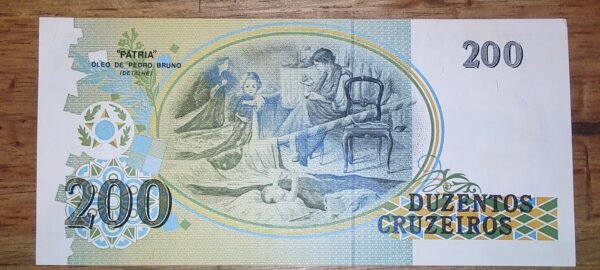 "PÁTRIA"
ÓLEO DE PEDRO BRUNO
(DETALHE)
200
200
DUZENTOS
CRUZEIROS